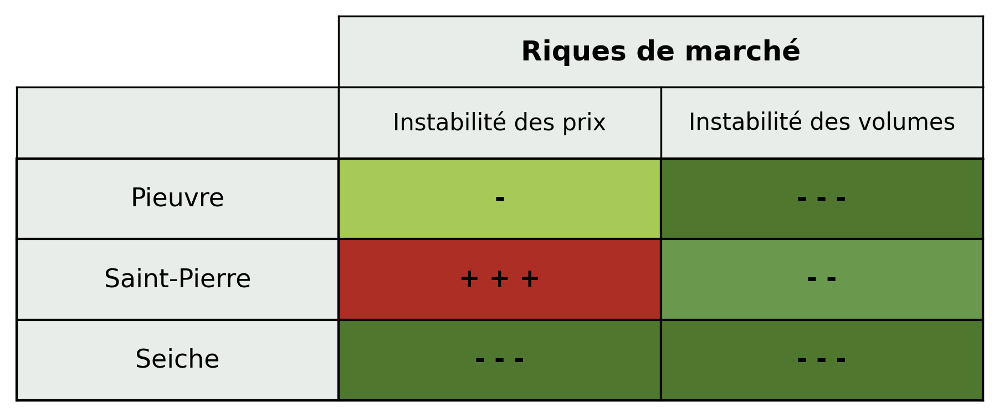 Riques de marché
Instabilité des prix Instabilité des volumes
Pieuvre - - - -
Saint-Pierre + + + - -
Seiche - - - - - -